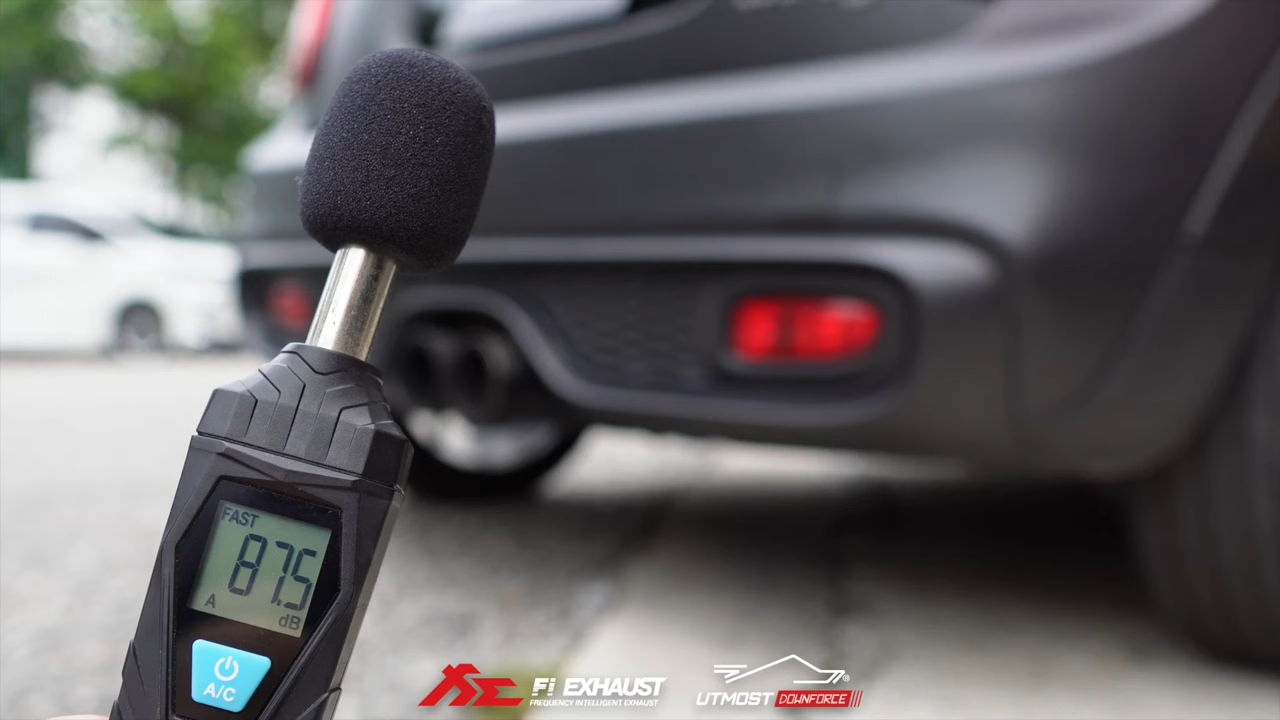 FAST
87.5
A
dB
A/C
Fi EXHAUST
FREQUENCY INTELLIGENT EXHAUST
UTMOST DOWNFORCE
®